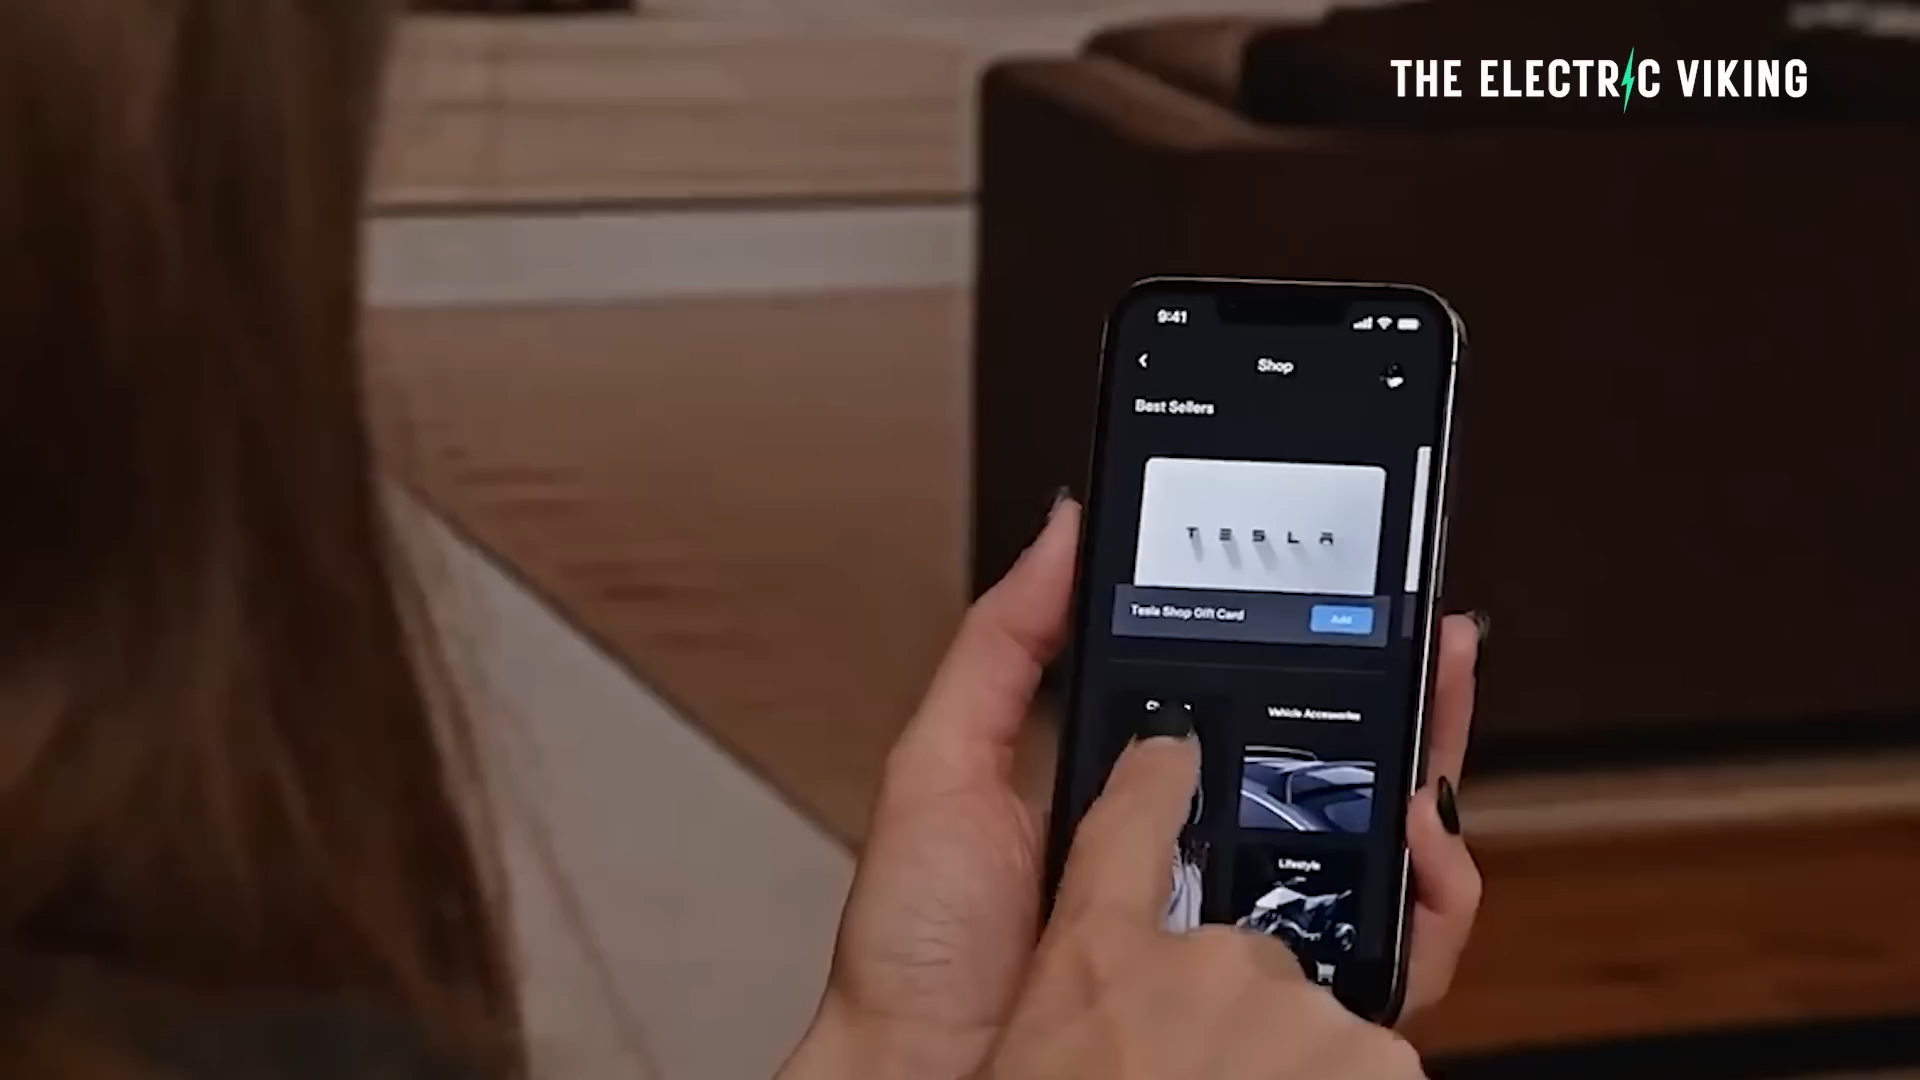 THE ELECTRIC VIKING
9:41
Shop
Best Sellers
TESLA
Tesla Shop Gift Card
Add
Vehicle Accessories
Lifestyle